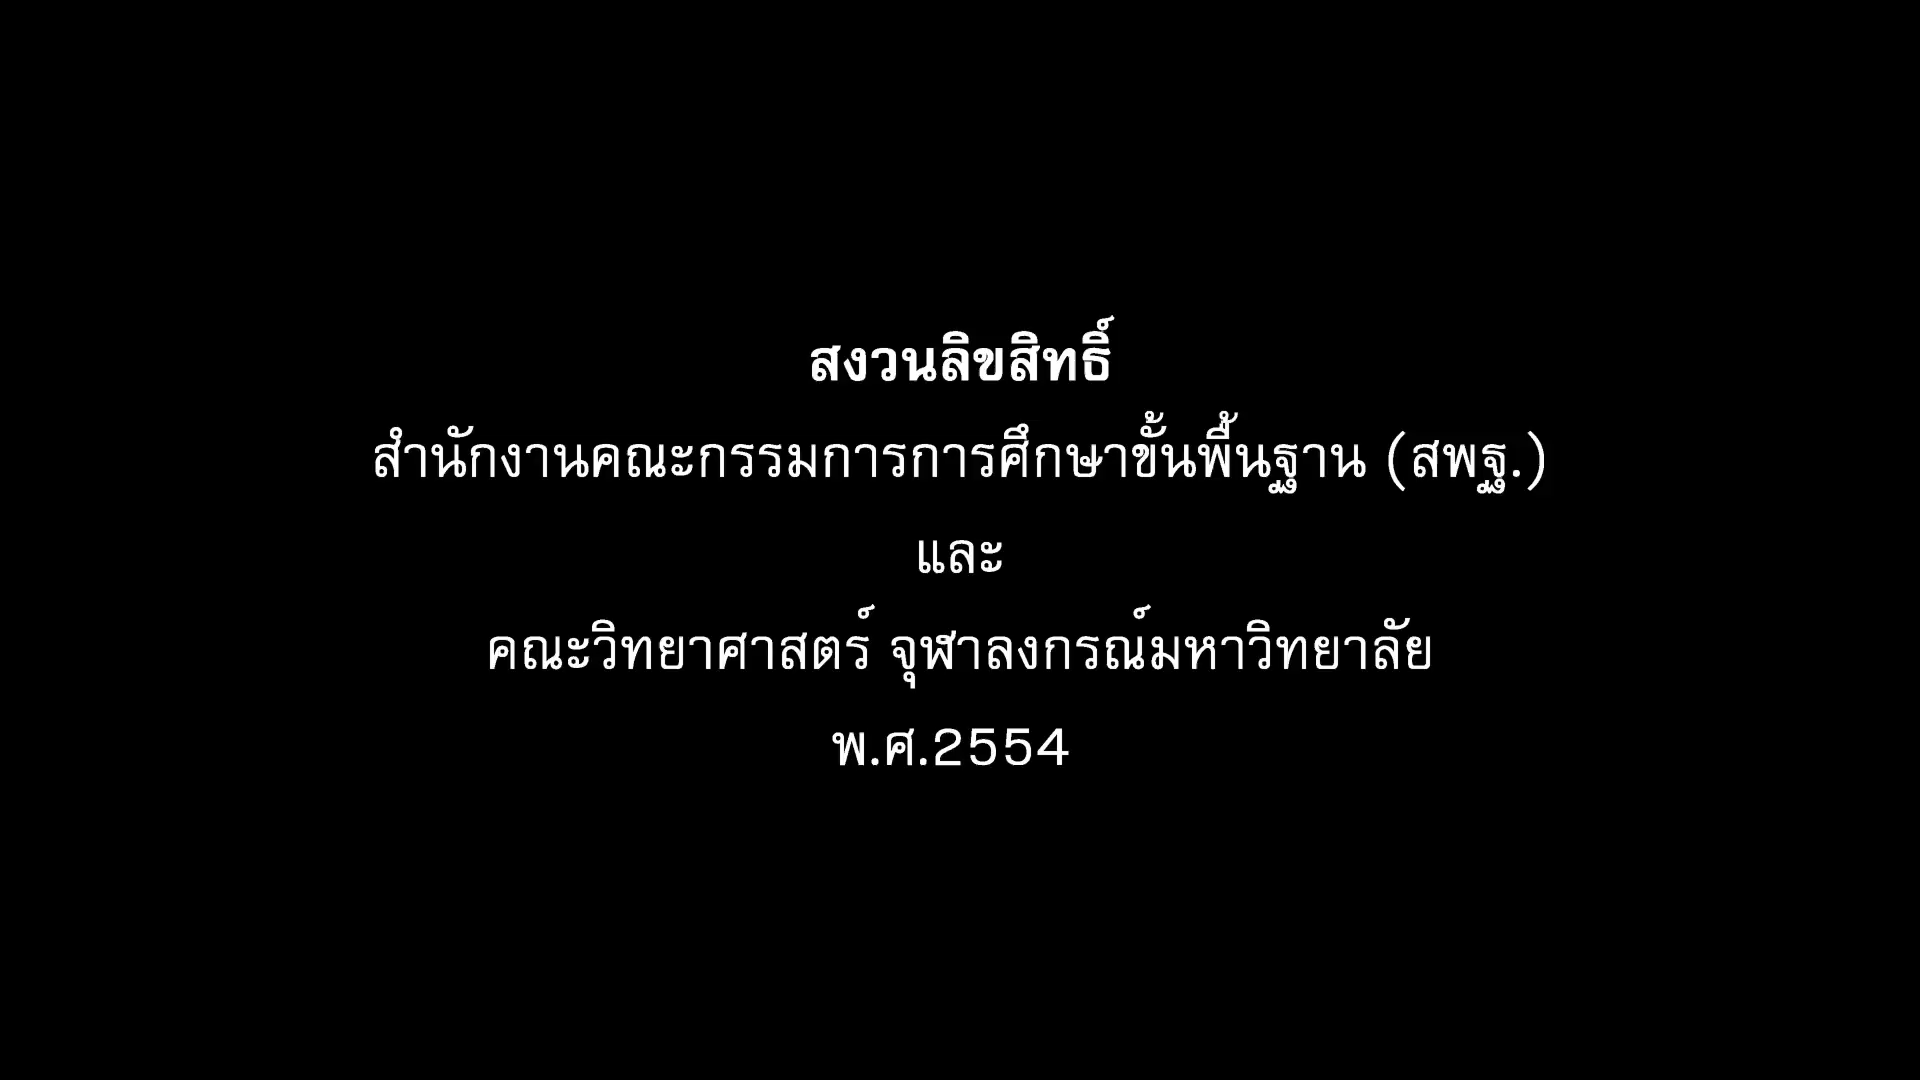 สงวนลิขสิทธิ์
สำนักงานคณะกรรมการการศึกษาขั้นพื้นฐาน (สพฐ.)
และ
คณะวิทยาศาสตร์ จุฬาลงกรณ์มหาวิทยาลัย
พ.ศ.2554